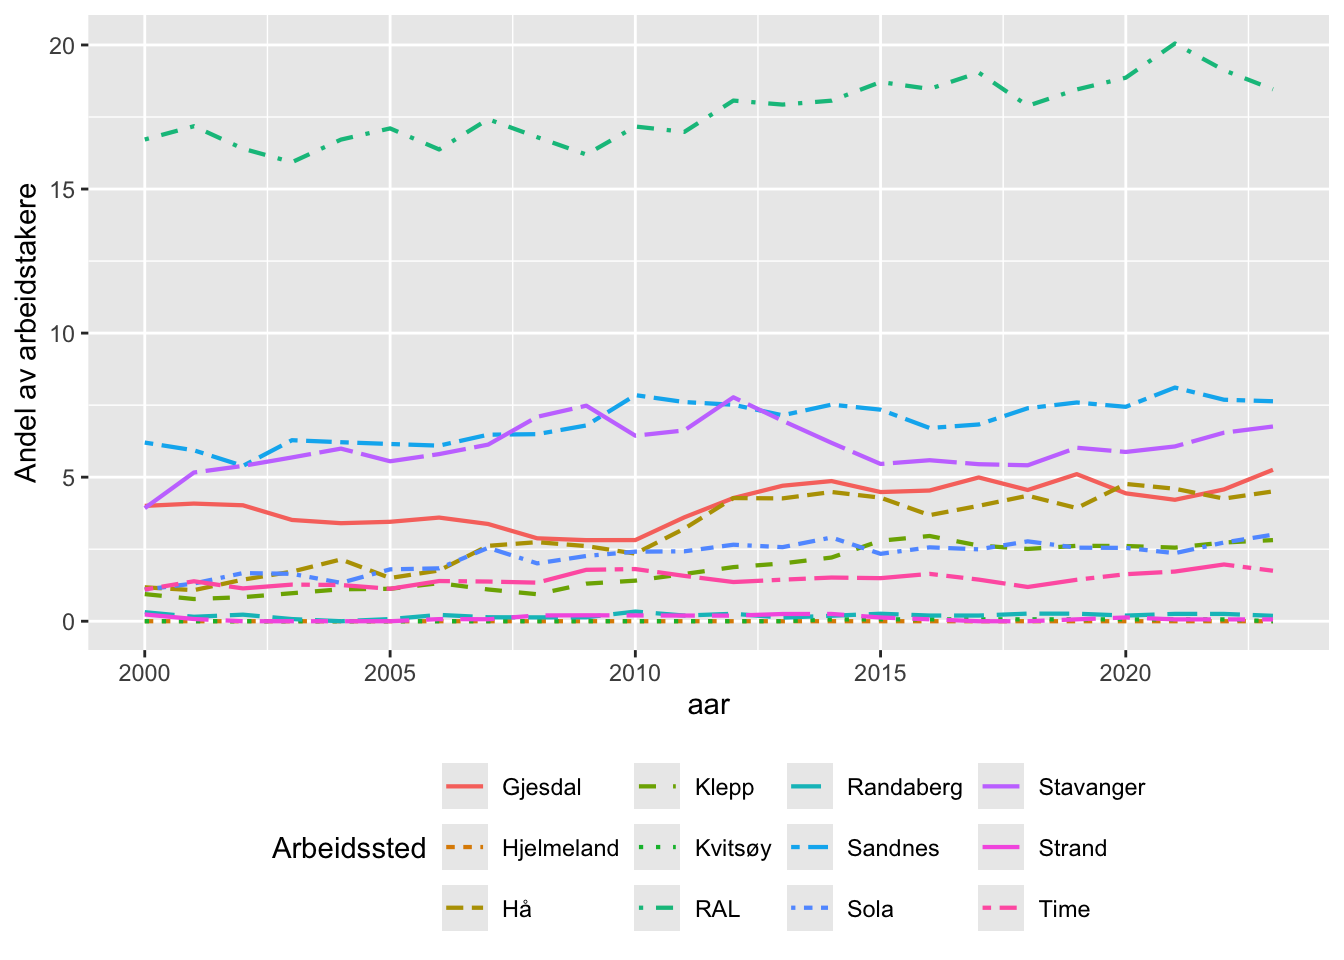 Andel av arbeidstakere
20
15
10
5
0
2000 2005 2010 2015 2020
aar
Arbeidssted
Gjesdal Klepp Randaberg Stavanger
Hjelmeland Kvitsøy Sandnes Strand
Hå RAL Sola Time